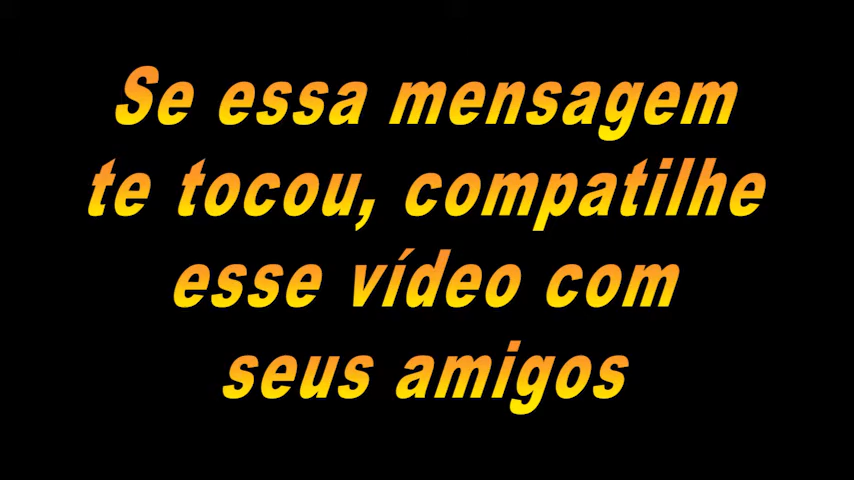 Se essa mensagem
te tocou, compatilhe
esse vídeo com
seus amigos